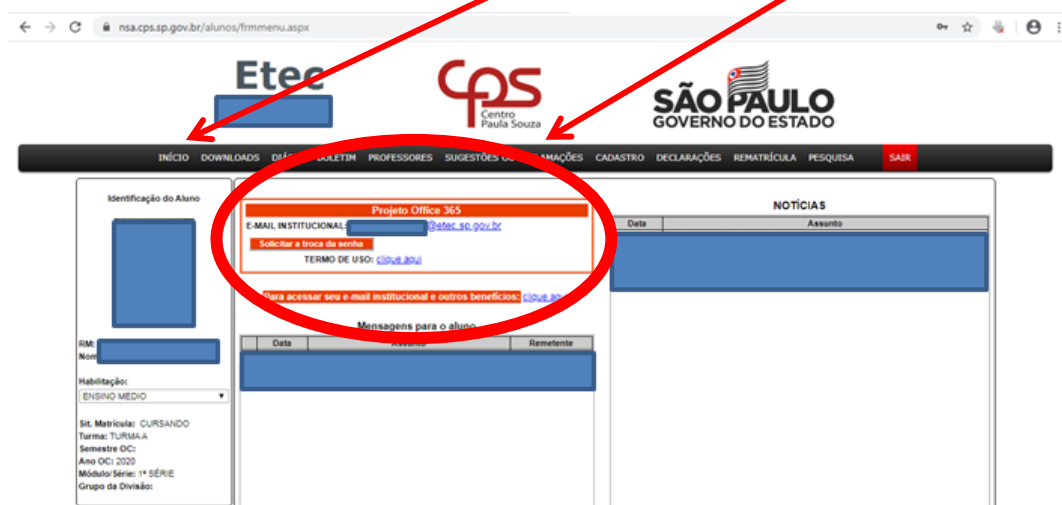 nsa.cps.sp.gov.br/alunos/frmmenu.aspx
Etec
CPS
Centro
Paula Souza
SÃO PAULO
GOVERNO DO ESTADO
INÍCIO DOWNLOADS BOLETIM PROFESSORES SUGESTÕES CADASTRO DECLARAÇÕES REMATRÍCULA PESQUISA SAIR
Identificação do Aluno
RM:
Habilitação:
ENSINO MÉDIO
Sit. Matrícula: CURSANDO
Turma: TURMA A
Semestre OC:
Ano OC: 2020
Módulo/Série: 1ª SÉRIE
Grupo da Divisão:
Projeto Office 365
E-MAIL INSTITUCIONAL: @etec.sp.gov.br
Solicitar a troca da senha
TERMO DE USO: clique aqui
Para acessar seu e-mail institucional e outros benefícios: clique aqui
Mensagens para o aluno
Data Assunto Remetente
NOTÍCIAS
Data Assunto